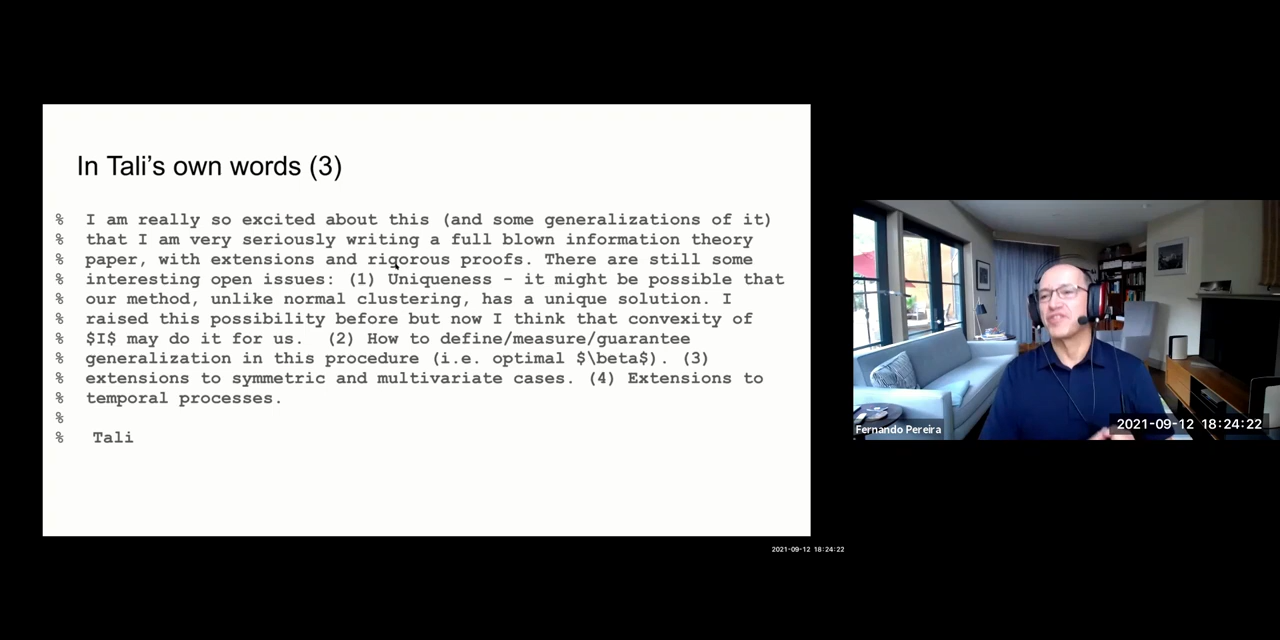 In Tali's own words (3)
% I am really so excited about this (and some generalizations of it)
% that I am very seriously writing a full blown information theory
% paper, with extensions and rigorous proofs. There are still some
% interesting open issues: (1) Uniqueness - it might be possible that
% our method, unlike normal clustering, has a unique solution. I
% raised this possibility before but now I think that convexity of
% $I$ may do it for us.  (2) How to define/measure/guarantee
% generalization in this procedure (i.e. optimal $\beta$). (3)
% extensions to symmetric and multivariate cases. (4) Extensions to
% temporal processes.
%
% Tali
Fernando Pereira
2021-09-12 18:24:22
2021-09-12 18:24:22